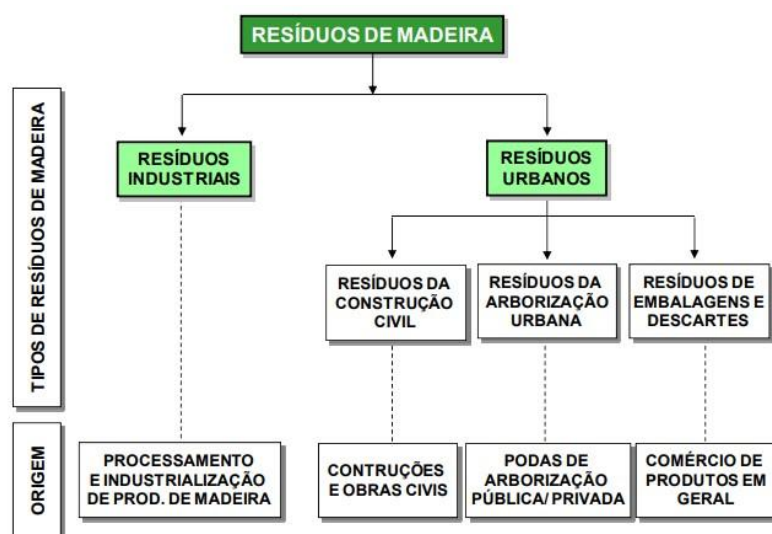 RESÍDUOS DE MADEIRA
TIPOS DE RESÍDUOS DE MADEIRA
RESÍDUOS
INDUSTRIAIS
RESÍDUOS
URBANOS
RESÍDUOS DA
CONSTRUÇÃO
CIVIL
RESÍDUOS DA
ARBORIZAÇÃO
URBANA
RESÍDUOS DE
EMBALAGENS E
DESCARTES
ORIGEM
PROCESSAMENTO
E INDUSTRIALIZAÇÃO
DE PROD. DE MADEIRA
CONTRUÇÕES
E OBRAS CIVIS
PODAS DE
ARBORIZAÇÃO
PÚBLICA/ PRIVADA
COMÉRCIO DE
PRODUTOS EM
GERAL